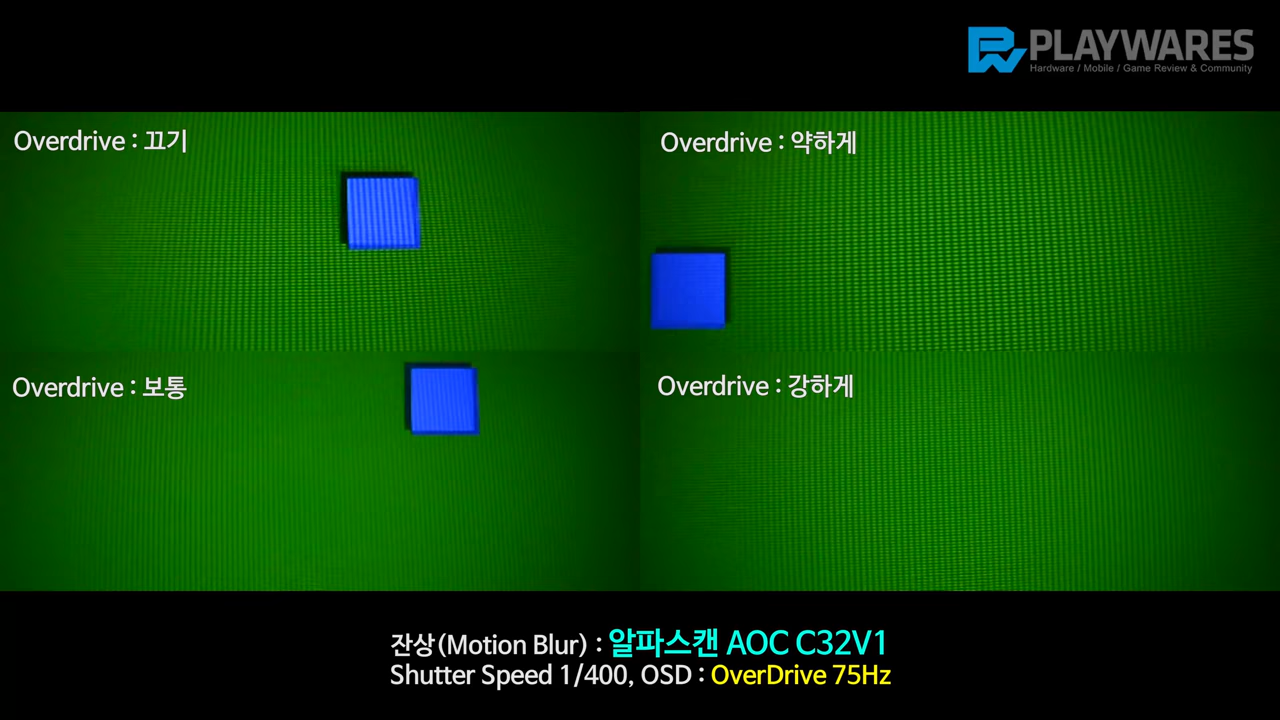 PLAYWARES
Hardware / Mobile / Game Review & Community
Overdrive : 끄기
Overdrive : 약하게
Overdrive : 보통
Overdrive : 강하게
잔상(Motion Blur) : 알파스캔 AOC C32V1
Shutter Speed 1/400, OSD : OverDrive 75Hz